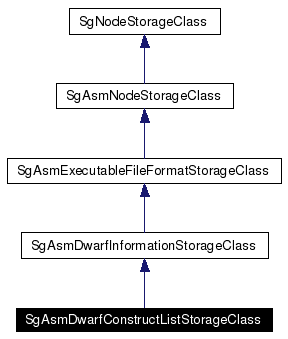 SgNodeStorageClass
SgAsmNodeStorageClass
SgAsmExecutableFileFormatStorageClass
SgAsmDwarfInformationStorageClass
SgAsmDwarfConstructListStorageClass